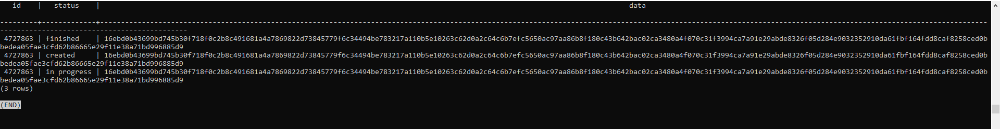 id | status | data
---------+-------------+---------------------------------------------------------------------------------------------------------------------------------------------------------------------------------------------------------------------
---------------------------------------------
4727863 | finished | 16ebd0b43699bd745b30f718f0c2b8c491681a4a7869822d73845779f6c34494be783217a110b5e10263c62d0a2c64c6b7efc5650ac97aa86b8f180c43b642bac02ca3480a4f070c31f3994ca7a91e29abde8326f05d284e9032352910da61fbf164fdd8caf8258ced0b
bedea05fae3cfd62b86665e29f11e38a71bd996885d9
4727863 | created | 16ebd0b43699bd745b30f718f0c2b8c491681a4a7869822d73845779f6c34494be783217a110b5e10263c62d0a2c64c6b7efc5650ac97aa86b8f180c43b642bac02ca3480a4f070c31f3994ca7a91e29abde8326f05d284e9032352910da61fbf164fdd8caf8258ced0b
bedea05fae3cfd62b86665e29f11e38a71bd996885d9
4727863 | in progress | 16ebd0b43699bd745b30f718f0c2b8c491681a4a7869822d73845779f6c34494be783217a110b5e10263c62d0a2c64c6b7efc5650ac97aa86b8f180c43b642bac02ca3480a4f070c31f3994ca7a91e29abde8326f05d284e9032352910da61fbf164fdd8caf8258ced0b
bedea05fae3cfd62b86665e29f11e38a71bd996885d9
(3 rows)
(END)